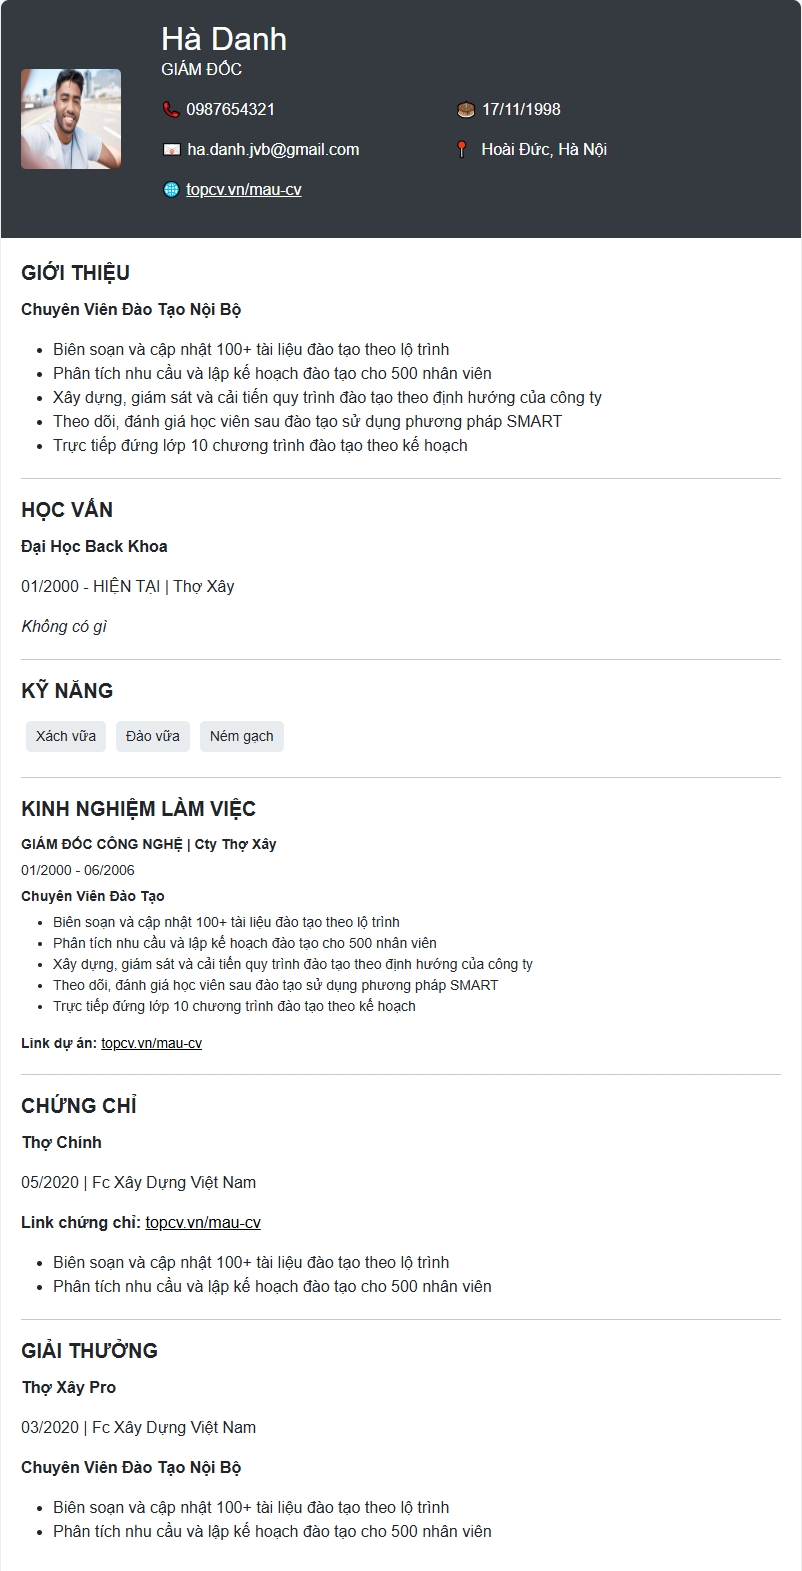 Hà Danh
GIÁM ĐỐC
0987654321
17/11/1998
ha.danh.jvb@gmail.com
Hoài Đức, Hà Nội
topcv.vn/mau-cv
GIỚI THIỆU
Chuyên Viên Đào Tạo Nội Bộ
Biên soạn và cập nhật 100+ tài liệu đào tạo theo lộ trình
Phân tích nhu cầu và lập kế hoạch đào tạo cho 500 nhân viên
Xây dựng, giám sát và cải tiến quy trình đào tạo theo định hướng của công ty
Theo dõi, đánh giá học viên sau đào tạo sử dụng phương pháp SMART
Trực tiếp đứng lớp 10 chương trình đào tạo theo kế hoạch
HỌC VẤN
Đại Học Back Khoa
01/2000 - HIỆN TẠI | Thợ Xây
Không có gì
KỸ NĂNG
Xách vữa
Đào vữa
Ném gạch
KINH NGHIỆM LÀM VIỆC
GIÁM ĐỐC CÔNG NGHỆ | Cty Thợ Xây
01/2000 - 06/2006
Chuyên Viên Đào Tạo
Biên soạn và cập nhật 100+ tài liệu đào tạo theo lộ trình
Phân tích nhu cầu và lập kế hoạch đào tạo cho 500 nhân viên
Xây dựng, giám sát và cải tiến quy trình đào tạo theo định hướng của công ty
Theo dõi, đánh giá học viên sau đào tạo sử dụng phương pháp SMART
Trực tiếp đứng lớp 10 chương trình đào tạo theo kế hoạch
Link dự án: topcv.vn/mau-cv
CHỨNG CHỈ
Thợ Chính
05/2020 | Fc Xây Dựng Việt Nam
Link chứng chỉ: topcv.vn/mau-cv
Biên soạn và cập nhật 100+ tài liệu đào tạo theo lộ trình
Phân tích nhu cầu và lập kế hoạch đào tạo cho 500 nhân viên
GIẢI THƯỞNG
Thợ Xây Pro
03/2020 | Fc Xây Dựng Việt Nam
Chuyên Viên Đào Tạo Nội Bộ
Biên soạn và cập nhật 100+ tài liệu đào tạo theo lộ trình
Phân tích nhu cầu và lập kế hoạch đào tạo cho 500 nhân viên